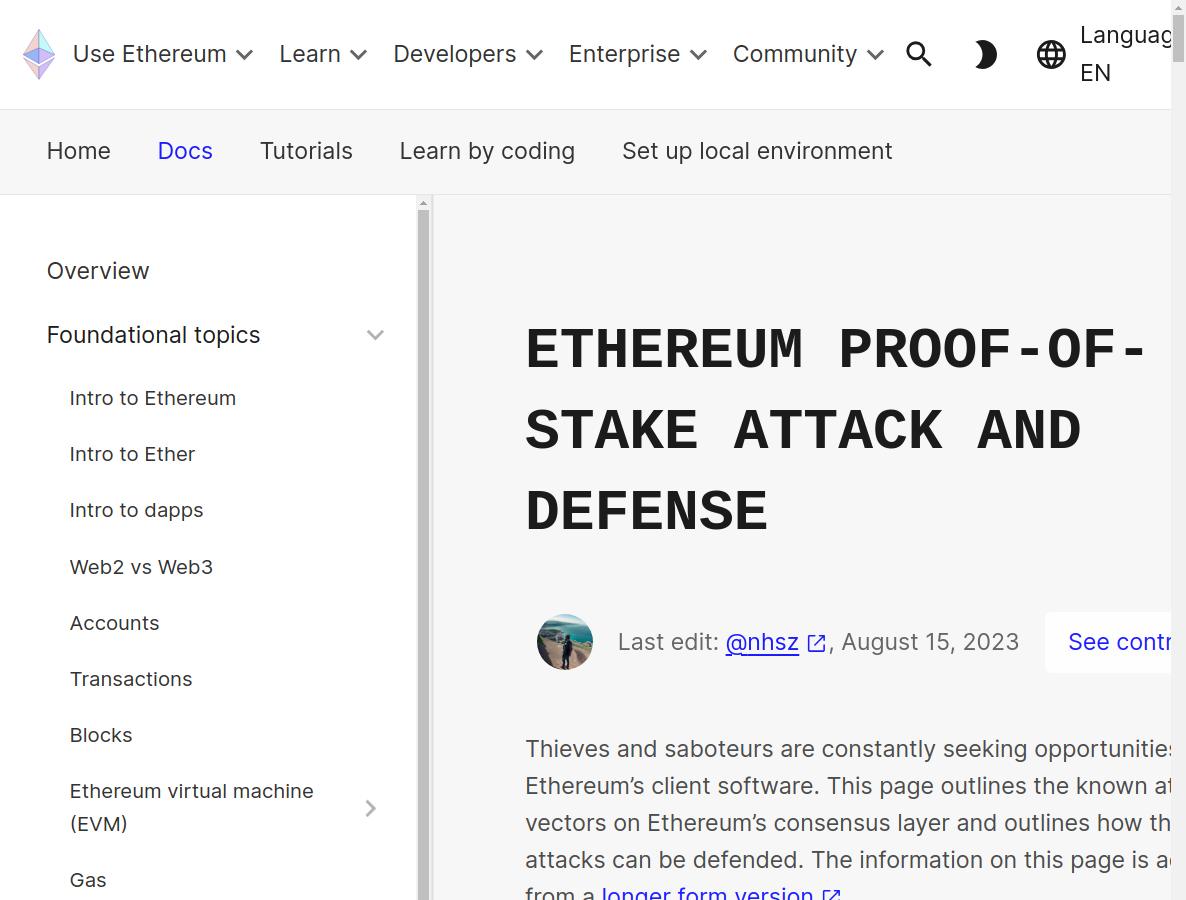 Use Ethereum Learn Developers Enterprise Community
Languag
EN
Home Docs Tutorials Learn by coding Set up local environment
Overview
Foundational topics
Intro to Ethereum
Intro to Ether
Intro to dapps
Web2 vs Web3
Accounts
Transactions
Blocks
Ethereum virtual machine
(EVM)
Gas
ETHEREUM PROOF-OF-
STAKE ATTACK AND
DEFENSE
Last edit: @nhsz, August 15, 2023
See contr
Thieves and saboteurs are constantly seeking opportunities
Ethereum’s client software. This page outlines the known at
vectors on Ethereum’s consensus layer and outlines how th
attacks can be defended. The information on this page is a
from a longer form version